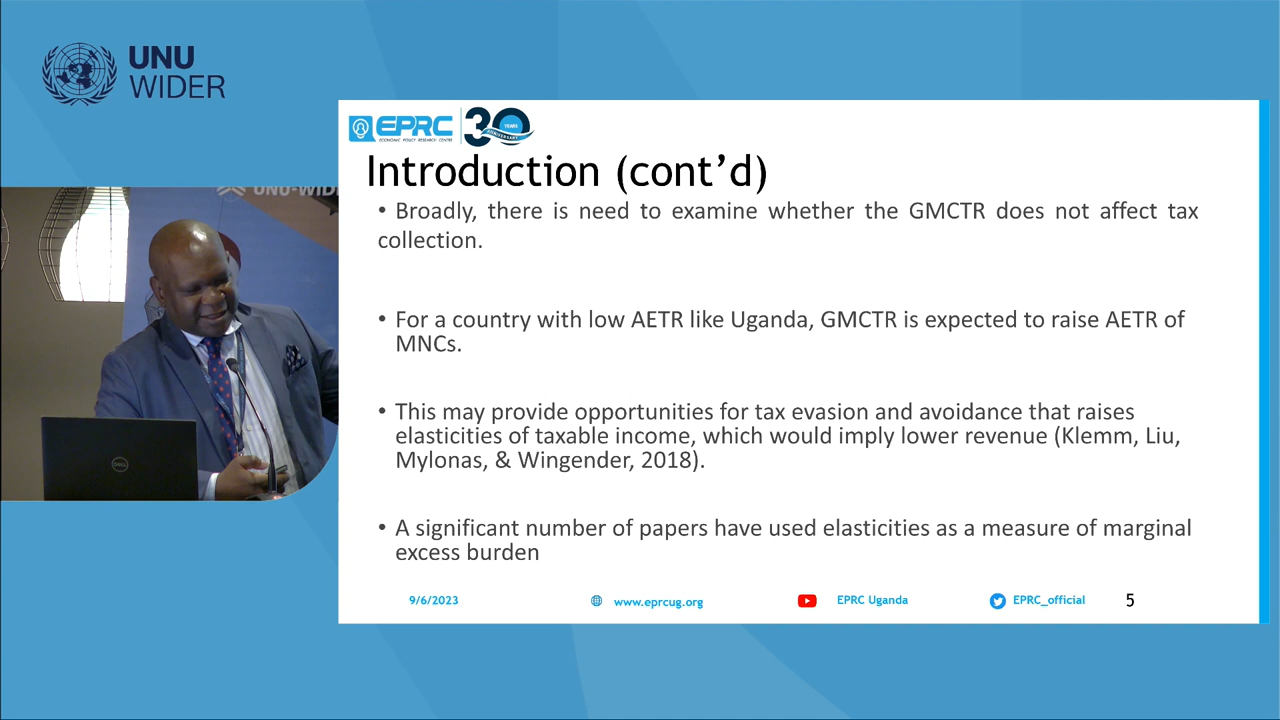 UNU
WIDER
UNU-WID
EPRC
ECONOMIC POLICY RESEARCH CENTRE
30
YEARS
ANNIVERSARY
Introduction (cont’d)
• Broadly, there is need to examine whether the GMCTR does not affect tax
collection.
• For a country with low AETR like Uganda, GMCTR is expected to raise AETR of
MNCs.
• This may provide opportunities for tax evasion and avoidance that raises
elasticities of taxable income, which would imply lower revenue (Klemm, Liu,
Mylonas, & Wingender, 2018).
• A significant number of papers have used elasticities as a measure of marginal
excess burden
9/6/2023 www.eprcug.org EPRC Uganda EPRC_official 5
DELL